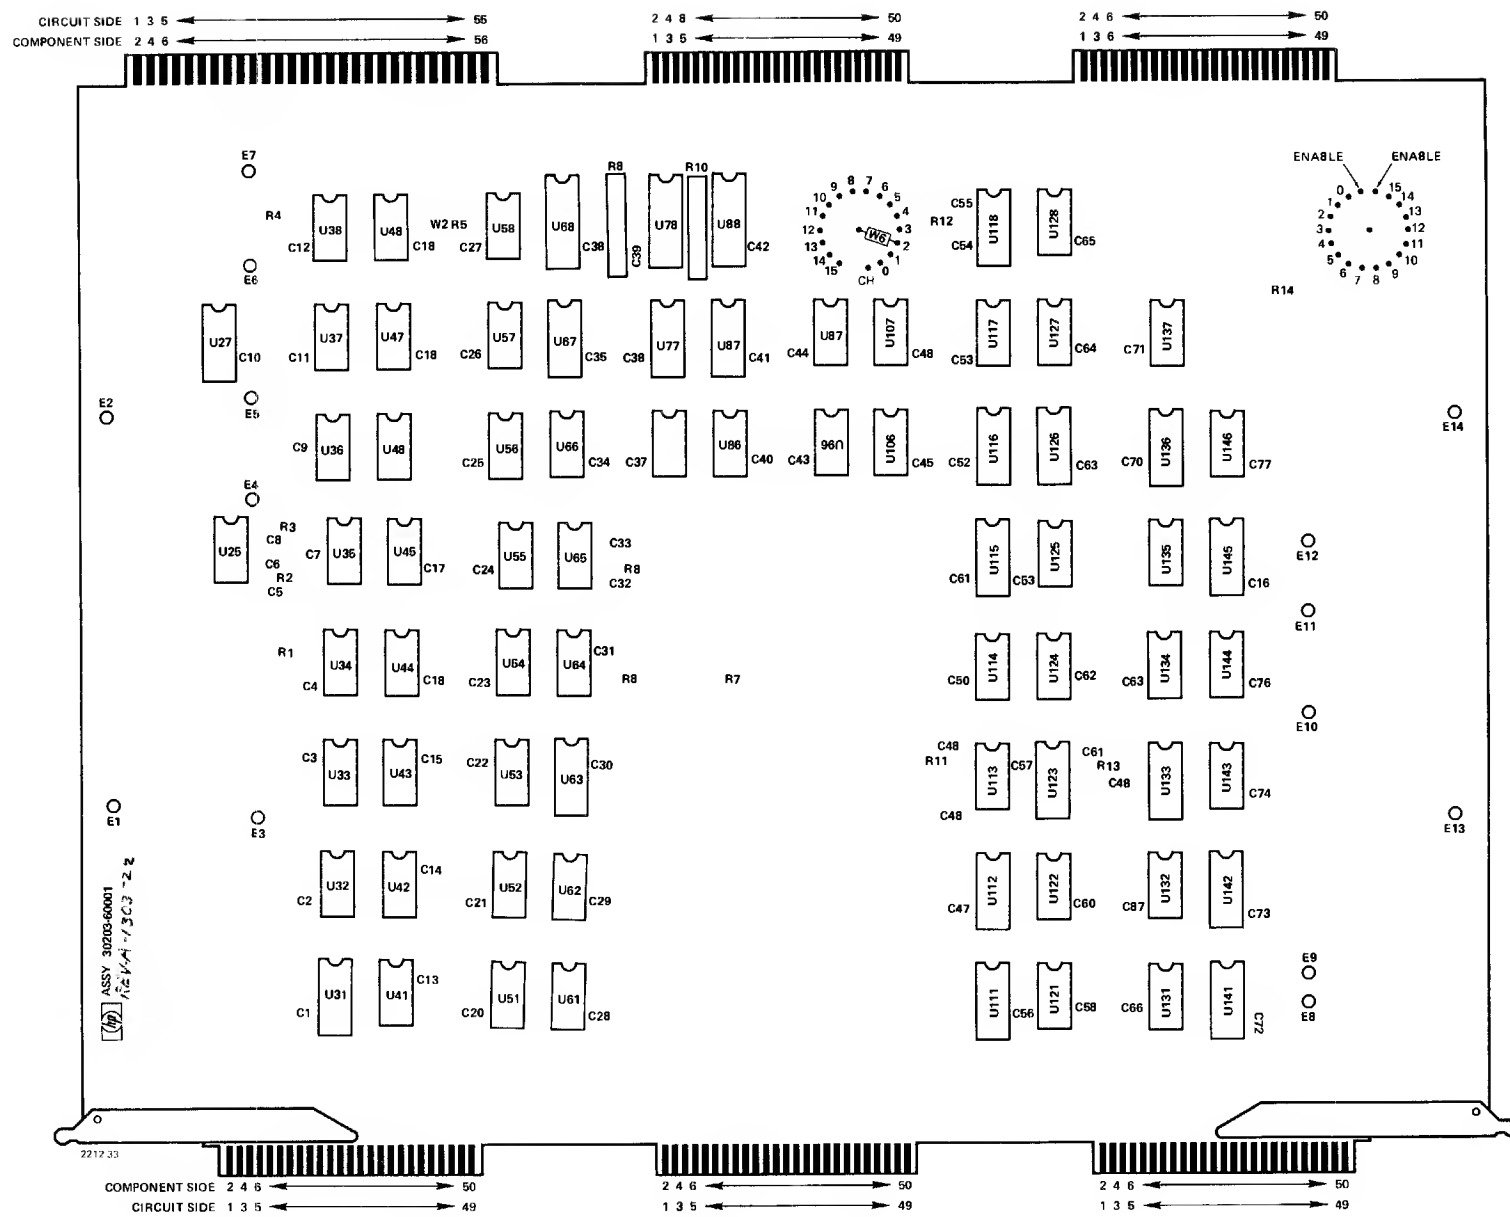 CIRCUIT SIDE 1 3 5 55
COMPONENT SIDE 2 4 6 56
2 4 8 50
1 3 5 49
2 4 6 50
1 3 6 49
E7
R4
C12
U38
U48
C18
W2 R5
C27
U58
U68
C38
R8
C39
U78
R10
U88
C42
8 7 6 5 4 3 2 1 0
9 10 11 12 13 14 15
W6
CH
R12
C55
C54
U118
U128
C65
ENABLE ENABLE
0 1 2 3 4 5 6 7 8
15 14 13 12 11 10 9
R14
E6
U27
C10
C11
U37
U47
C18
C26
U57
U67
C35
C38
U77
U87
C41
C44
U87
U107
C48
C53
U117
U127
C64
C71
U137
E2
E5
C9
U36
U48
C25
U56
U66
C34
C37
U86
C40
C43
U96
U106
C45
C52
U116
U126
C63
C70
U136
U146
C77
E14
E4
U25
R3
C8
C6
R2
C5
C7
U35
U45
C17
C24
U55
U65
C33
R8
C32
C61
U115
C53
U125
U135
U145
C16
E12
E11
R1
C4
U34
U44
C18
C23
U54
U64
C31
R8
R7
C50
U114
U124
C62
C63
U134
U144
C76
E10
C3
U33
U43
C15
C22
U53
U63
C30
C48
R11
C48
U113
C57
U123
C61
R13
C48
U133
U143
C74
E1
E3
E13
C2
U32
U42
C14
C21
U52
U62
C29
C47
U112
U122
C60
C87
U132
U142
C73
hp ASSY 30203-60001
REV-A-1303-22
C1
U31
U41
C13
C20
U51
U61
C28
U111
C56
U121
C58
C66
U131
U141
C72
E9
E8
2212 33
COMPONENT SIDE 2 4 6 50
CIRCUIT SIDE 1 3 5 49
2 4 6 50
1 3 5 49
2 4 6 50
1 3 5 49